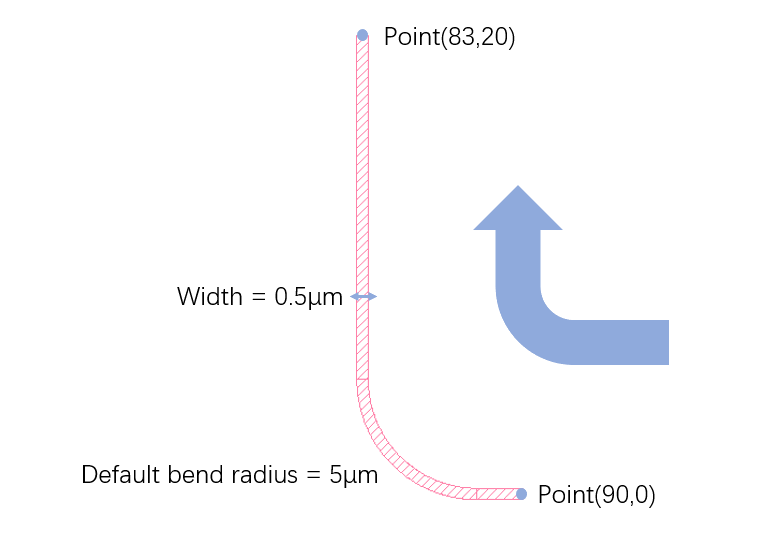 Point(83,20)
Width = 0.5μm
Default bend radius = 5μm
Point(90,0)